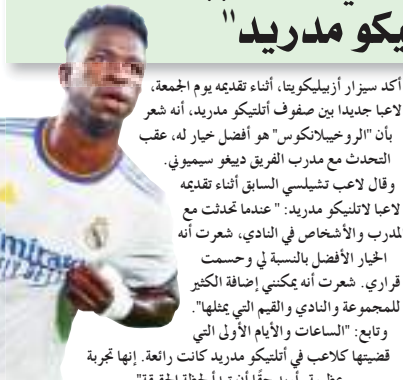 يكو مدريد"
أكد سيزار أزبيليكويتا، أثناء تقديمه يوم الجمعة،
لاعبا جديدا بين صفوف أتلتيكو مدريد، أنه شعر
بأن "الروخيبلانكوس" هو أفضل خيار له، عقب
التحدث مع مدرب الفريق دييغو سيميوني.
وقال لاعب تشيلسي السابق أثناء تقديمه
لاعبا لاتلنيكو مدريد: "عندما تحدثت مع
لمدرب والأشخاص في النادي، شعرت أنه
الخيار الأفضل بالنسبة لي وحسمت
قراري. شعرت أنه يمكنني إضافة الكثير
للمجموعة والنادي والقيم التي يمثلها".
وتابع: "الساعات والأيام الأولى التي
قضيتها كلاعب في أتلتيكو مدريد كانت رائعة. إنها تجربة